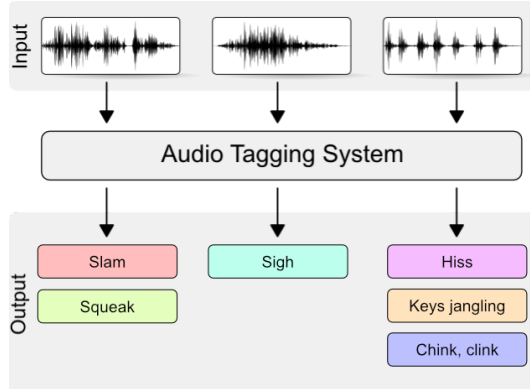 Input
Audio Tagging System
Output
Slam
Sigh
Hiss
Squeak
Keys jangling
Chink, clink